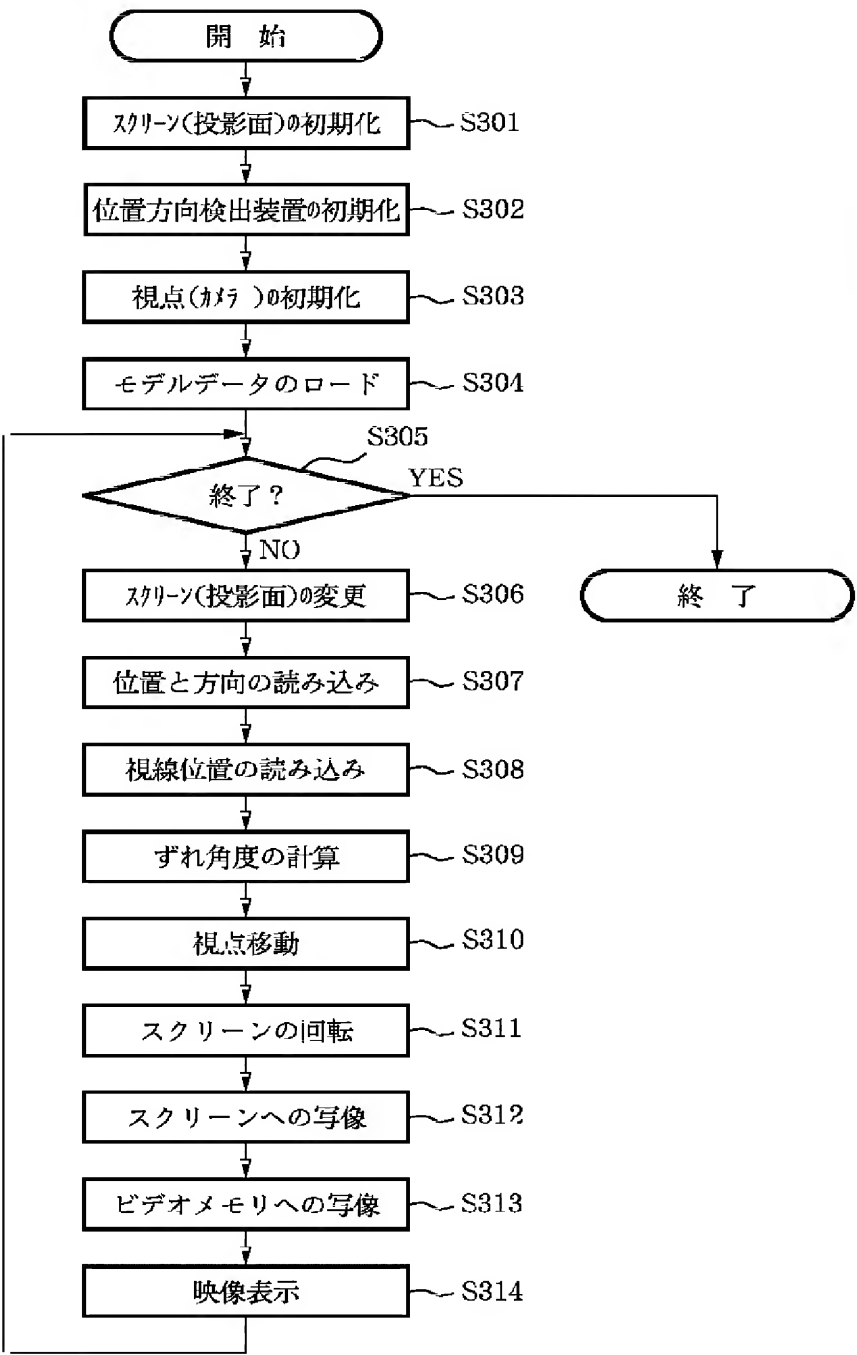 開 始
ｽｸﾘｰﾝ(投影面)の初期化
S301
位置方向検出装置の初期化
S302
視点(ｶﾒﾗ )の初期化
S303
モデルデータのロード
S304
S305
終了?
YES
NO
ｽｸﾘｰﾝ(投影面)の変更
S306
終 了
位置と方向の読み込み
S307
視線位置の読み込み
S308
ずれ角度の計算
S309
視点移動
S310
スクリーンの回転
S311
スクリーンへの写像
S312
ビデオメモリへの写像
S313
映像表示
S314